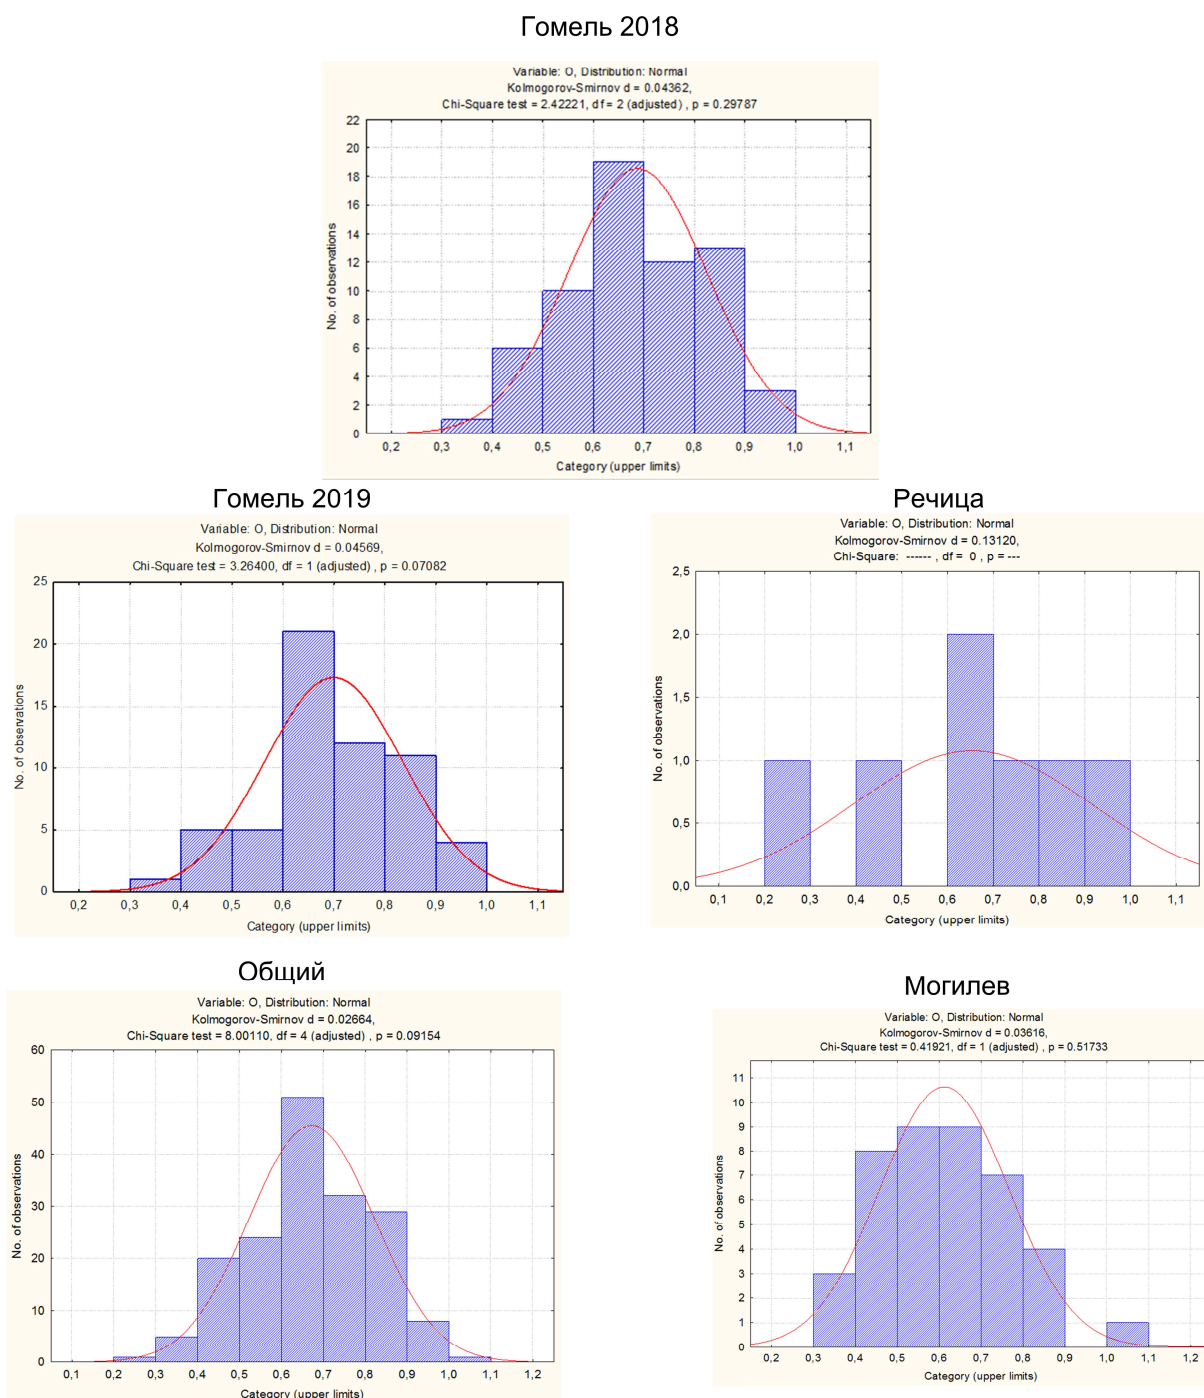 Гомель 2018
Variable: O, Distribution: Normal
Kolmogorov-Smirnov d = 0.04362,
Chi-Square test = 2.42221, df = 2 (adjusted) , p = 0.29787
22
20
18
16
14
12
10
8
6
4
2
0
No. of observations
0,2 0,3 0,4 0,5 0,6 0,7 0,8 0,9 1,0 1,1
Category (upper limits)
Гомель 2019
Variable: O, Distribution: Normal
Kolmogorov-Smirnov d = 0.04569,
Chi-Square test = 3.26400, df = 1 (adjusted) , p = 0.07082
25
20
15
10
5
0
No. of observations
0,2 0,3 0,4 0,5 0,6 0,7 0,8 0,9 1,0 1,1
Category (upper limits)
Речица
Variable: O, Distribution: Normal
Kolmogorov-Smirnov d = 0.13120,
Chi-Square: ------ , df = 0 , p = ---
2,5
2,0
1,5
1,0
0,5
0,0
No. of observations
0,1 0,2 0,3 0,4 0,5 0,6 0,7 0,8 0,9 1,0 1,1
Category (upper limits)
Общий
Variable: O, Distribution: Normal
Kolmogorov-Smirnov d = 0.02664,
Chi-Square test = 8.00110, df = 4 (adjusted) , p = 0.09154
60
50
40
30
20
10
0
No. of observations
0,1 0,2 0,3 0,4 0,5 0,6 0,7 0,8 0,9 1,0 1,1 1,2
Category (upper limits)
Могилев
Variable: O, Distribution: Normal
Kolmogorov-Smirnov d = 0.03616,
Chi-Square test = 0.41921, df = 1 (adjusted) , p = 0.51733
11
10
9
8
7
6
5
4
3
2
1
0
No. of observations
0,2 0,3 0,4 0,5 0,6 0,7 0,8 0,9 1,0 1,1 1,2
Category (upper limits)